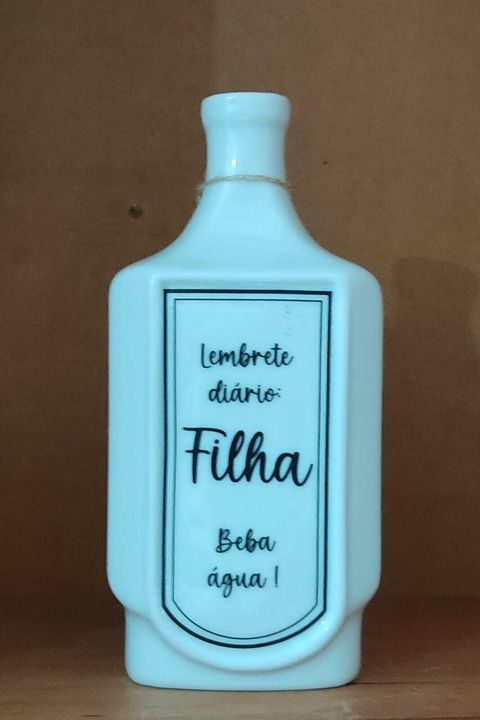 Lembrete
diário:
Filha
Beba
água !